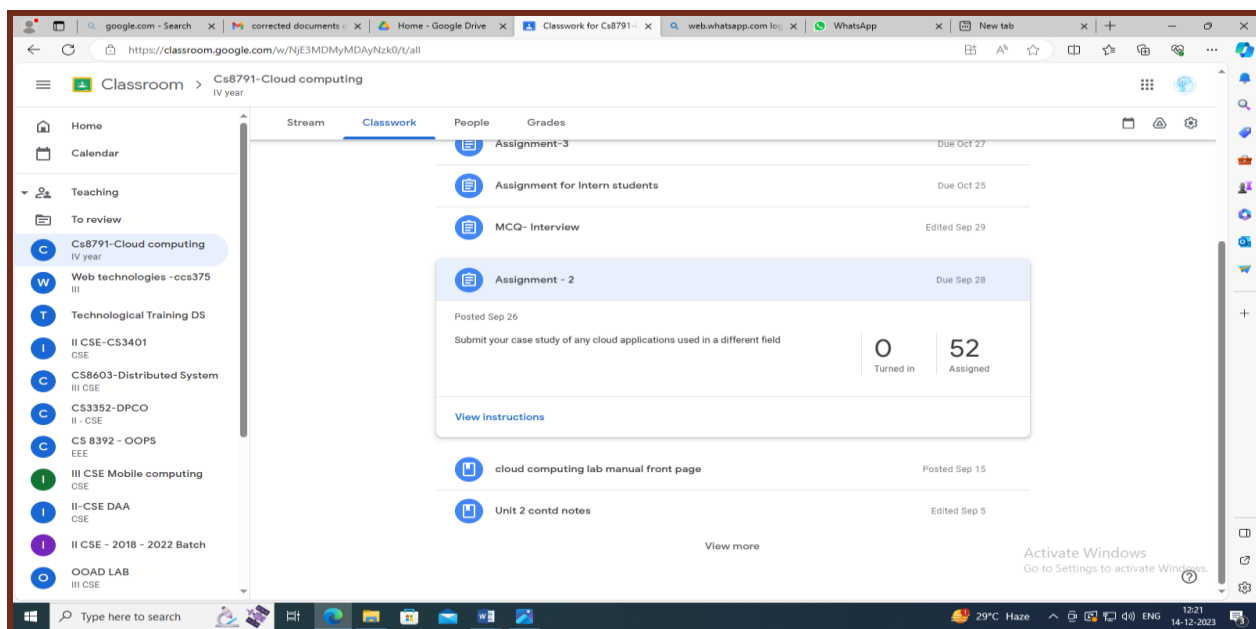 google.com - Search
corrected documents
Home - Google Drive
Classwork for Cs8791-
web.whatsapp.com log
WhatsApp
New tab
https://classroom.google.com/w/NjE3MDMyMDAyNzk0/t/all
Classroom > Cs8791-Cloud computing
IV year
Stream Classwork People Grades
Home
Calendar
Teaching
To review
Cs8791-Cloud computing
IV year
Web technologies -ccs375
III
Technological Training DS
II CSE-CS3401
CSE
CS8603-Distributed System
III CSE
CS3352-DPCO
II - CSE
CS 8392 - OOPS
EEE
III CSE Mobile computing
CSE
II-CSE DAA
CSE
II CSE - 2018 - 2022 Batch
OOAD LAB
III CSE
Assignment-3 Due Oct 27
Assignment for Intern students Due Oct 25
MCQ- Interview Edited Sep 29
Assignment - 2 Due Sep 28
Posted Sep 26
Submit your case study of any cloud applications used in a different field
0 52
Turned in Assigned
View instructions
cloud computing lab manual front page Posted Sep 15
Unit 2 contd notes Edited Sep 5
View more
Activate Windows
Go to Settings to activate Windows.
Type here to search
29°C Haze
ENG
12:21
14-12-2023